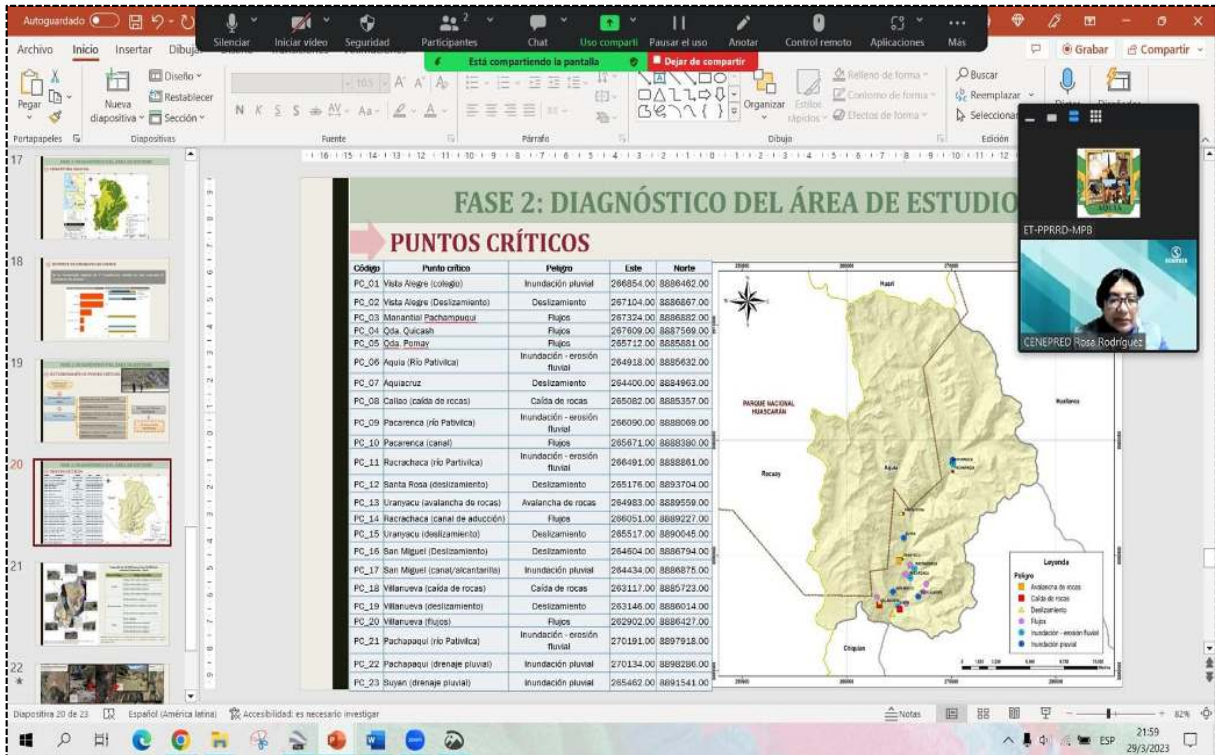 Autoguardado
Silenciar
Iniciar vídeo
Seguridad
Participantes
2
Chat
Uso comparti
Pausar el uso
Anotar
Control remoto
Aplicaciones
Más
Está compartiendo la pantalla
Dejar de compartir
Archivo Inicio Insertar Dibuj
Grabar
Compartir
Pegar
Nueva diapositiva
Diseño
Restablecer
Sección
N K S S ab AV Aa A A
Organizar
Estilos rápidos
Relleno de forma
Contorno de forma
Efectos de forma
Buscar
Reemplazar
Seleccionar
Portapapeles
Diapositivas
Fuente
Párrafo
Dibujo
Edición
17
18
19
20
21
22
FASE 2: DIAGNÓSTICO DEL ÁREA DE ESTUDIO
PUNTOS CRÍTICOS
Código Punto crítico Peligro Este Norte
PC_01 Vista Alegre (colegio) Inundación pluvial 266854.00 8886462.00
PC_02 Vista Alegre (Deslizamiento) Deslizamiento 267104.00 8886867.00
PC_03 Manantial Pachampuqui Flujos 267324.00 8886882.00
PC_04 Qda. Quicash Flujos 267609.00 8887569.00
PC_05 Qda. Pomay Flujos 265712.00 8885881.00
PC_06 Aquia (Río Pativilca) Inundación - erosión fluvial 264918.00 8885632.00
PC_07 Aquiacruz Deslizamiento 264400.00 8884963.00
PC_08 Callao (caída de rocas) Caída de rocas 265082.00 8885357.00
PC_09 Pacarenca (río Pativilca) Inundación - erosión fluvial 266090.00 8888069.00
PC_10 Pacarenca (canal) Flujos 265671.00 8888380.00
PC_11 Racrachaca (río Partivilca) Inundación - erosión fluvial 266491.00 8888861.00
PC_12 Santa Rosa (deslizamiento) Deslizamiento 265176.00 8893704.00
PC_13 Uranyacu (avalancha de rocas) Avalancha de rocas 264983.00 8889559.00
PC_14 Racrachaca (canal de aducción) Flujos 266051.00 8889227.00
PC_15 Uranyacu (deslizamiento) Deslizamiento 265517.00 8890045.00
PC_16 San Miguel (Deslizamiento) Deslizamiento 264604.00 8886794.00
PC_17 San Miguel (canal/alcantarilla) Inundación pluvial 264434.00 8886875.00
PC_18 Villanueva (caída de rocas) Caída de rocas 263117.00 8885723.00
PC_19 Villanueva (deslizamiento) Deslizamiento 263146.00 8886014.00
PC_20 Villanueva (flujos) Flujos 262902.00 8886427.00
PC_21 Pachapaqui (río Pativilca) Inundación - erosión fluvial 270191.00 8897918.00
PC_22 Pachapaqui (drenaje pluvial) Inundación pluvial 270134.00 8898286.00
PC_23 Suyan (drenaje pluvial) Inundación pluvial 265462.00 8891541.00
Huari
PARQUE NACIONAL
HUASCARÁN
Huallanca
Recuay
Aquia
Chiquian
Leyenda
Peligro
Avalancha de rocas
Caída de rocas
Deslizamiento
Flujos
Inundación - erosión fluvial
Inundación pluvial
AQUIA
ET-PPRRD-MPB
CENEPRED
CENEPRED Rosa Rodríguez
Diapositiva 20 de 23
Español (América latina)
Accesibilidad: es necesario investigar
Notas
82%
ESP
21:59
29/3/2023